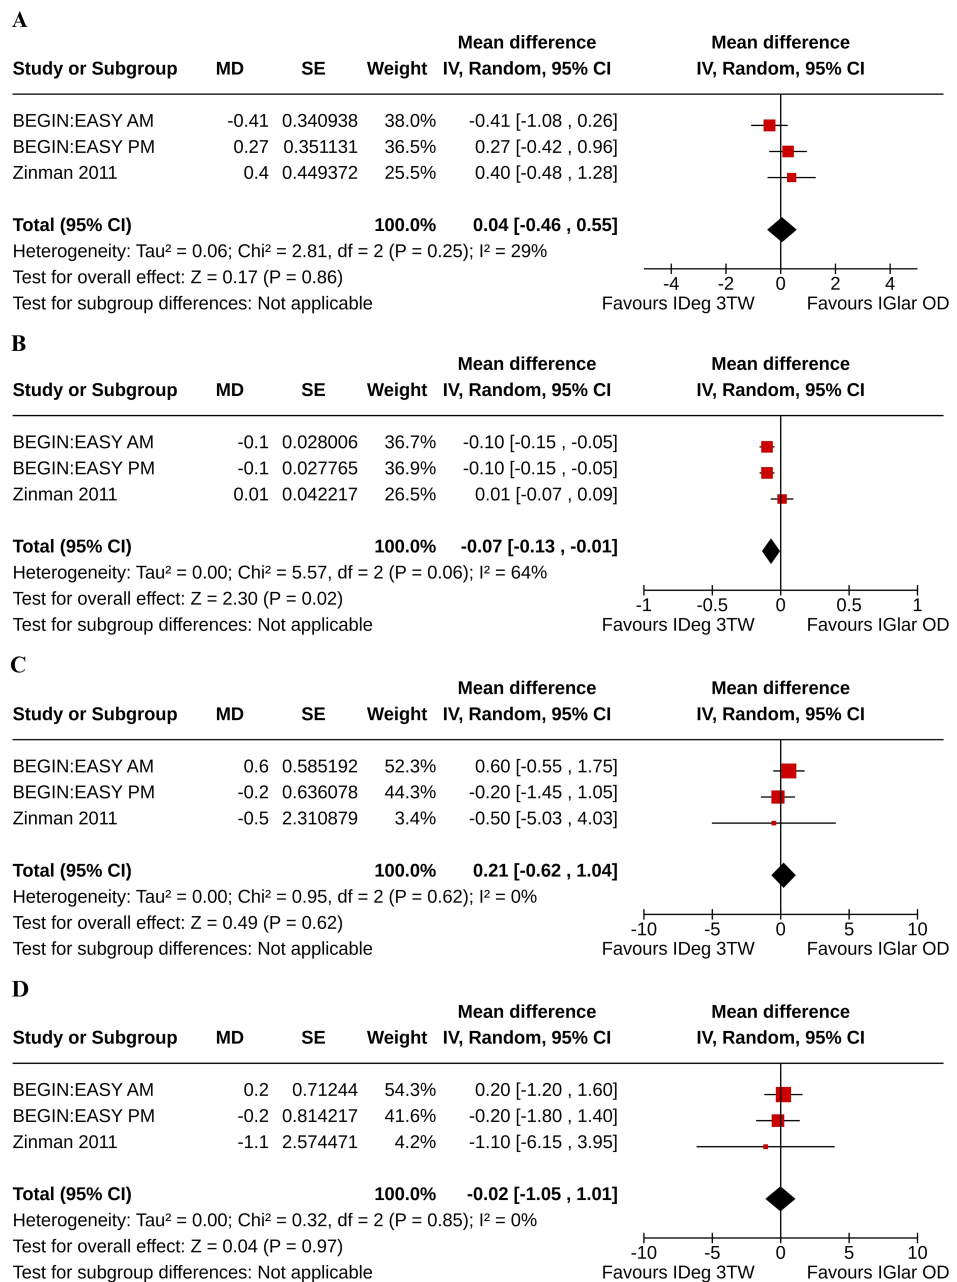 A
Mean difference Mean difference
Study or Subgroup MD SE Weight IV, Random, 95% CI IV, Random, 95% CI
BEGIN:EASY AM -0.41 0.340938 38.0% -0.41 [-1.08 , 0.26]
BEGIN:EASY PM 0.27 0.351131 36.5% 0.27 [-0.42 , 0.96]
Zinman 2011 0.4 0.449372 25.5% 0.40 [-0.48 , 1.28]
Total (95% CI) 100.0% 0.04 [-0.46 , 0.55]
Heterogeneity: Tau² = 0.06; Chi² = 2.81, df = 2 (P = 0.25); I² = 29%
Test for overall effect: Z = 0.17 (P = 0.86) -4 -2 0 2 4
Test for subgroup differences: Not applicable Favours IDeg 3TW Favours IGlar OD
B
Mean difference Mean difference
Study or Subgroup MD SE Weight IV, Random, 95% CI IV, Random, 95% CI
BEGIN:EASY AM -0.1 0.028006 36.7% -0.10 [-0.15 , -0.05]
BEGIN:EASY PM -0.1 0.027765 36.9% -0.10 [-0.15 , -0.05]
Zinman 2011 0.01 0.042217 26.5% 0.01 [-0.07 , 0.09]
Total (95% CI) 100.0% -0.07 [-0.13 , -0.01]
Heterogeneity: Tau² = 0.00; Chi² = 5.57, df = 2 (P = 0.06); I² = 64%
Test for overall effect: Z = 2.30 (P = 0.02) -1 -0.5 0 0.5 1
Test for subgroup differences: Not applicable Favours IDeg 3TW Favours IGlar OD
C
Mean difference Mean difference
Study or Subgroup MD SE Weight IV, Random, 95% CI IV, Random, 95% CI
BEGIN:EASY AM 0.6 0.585192 52.3% 0.60 [-0.55 , 1.75]
BEGIN:EASY PM -0.2 0.636078 44.3% -0.20 [-1.45 , 1.05]
Zinman 2011 -0.5 2.310879 3.4% -0.50 [-5.03 , 4.03]
Total (95% CI) 100.0% 0.21 [-0.62 , 1.04]
Heterogeneity: Tau² = 0.00; Chi² = 0.95, df = 2 (P = 0.62); I² = 0%
Test for overall effect: Z = 0.49 (P = 0.62) -10 -5 0 5 10
Test for subgroup differences: Not applicable Favours IDeg 3TW Favours IGlar OD
D
Mean difference Mean difference
Study or Subgroup MD SE Weight IV, Random, 95% CI IV, Random, 95% CI
BEGIN:EASY AM 0.2 0.71244 54.3% 0.20 [-1.20 , 1.60]
BEGIN:EASY PM -0.2 0.814217 41.6% -0.20 [-1.80 , 1.40]
Zinman 2011 -1.1 2.574471 4.2% -1.10 [-6.15 , 3.95]
Total (95% CI) 100.0% -0.02 [-1.05 , 1.01]
Heterogeneity: Tau² = 0.00; Chi² = 0.32, df = 2 (P = 0.85); I² = 0%
Test for overall effect: Z = 0.04 (P = 0.97) -10 -5 0 5 10
Test for subgroup differences: Not applicable Favours IDeg 3TW Favours IGlar OD